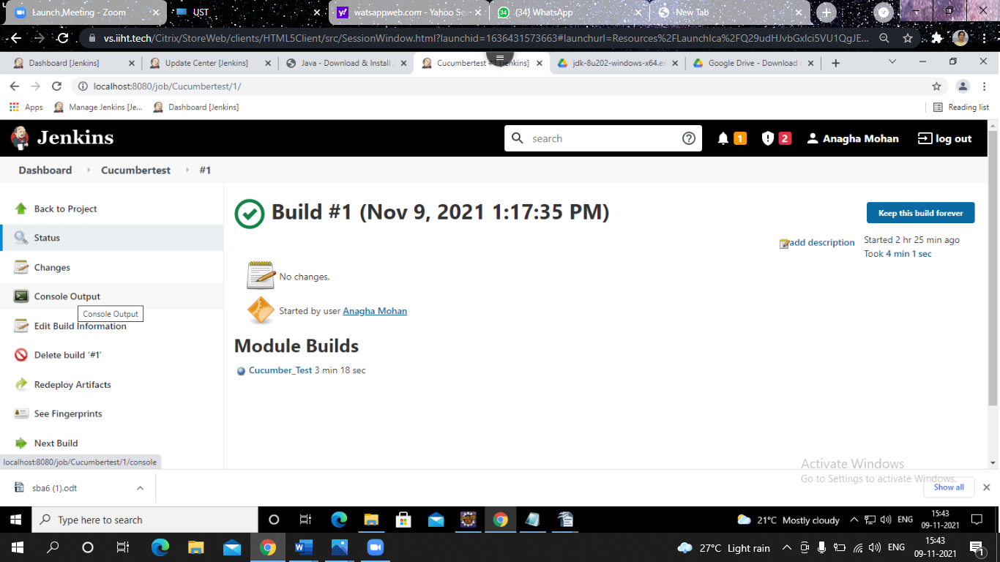 Launch Meeting - Zoom
UST
watsappweb.com - Yahoo Se
(34) WhatsApp
New Tab
vs.iiht.tech/Citrix/StoreWeb/clients/HTML5Client/src/SessionWindow.html?launchid=1636431573663#launchurl=Resources%2FLaunchIca%2FQ29udHJvbGxlci5VU1QgJE...
Dashboard [Jenkins]
Update Center [Jenkins]
Java - Download & Install
Cucumbertest #1 [Jenkins]
jdk-8u202-windows-x64.ex
Google Drive - Download
localhost:8080/job/Cucumbertest/1/
Apps
Manage Jenkins [Je...
Dashboard [Jenkins]
Reading list
Jenkins
search
1
2
Anagha Mohan
log out
Dashboard
Cucumbertest
#1
Back to Project
Status
Changes
Console Output
Console Output
Edit Build Information
Delete build '#1'
Redeploy Artifacts
See Fingerprints
Next Build
Build #1 (Nov 9, 2021 1:17:35 PM)
Keep this build forever
add description
Started 2 hr 25 min ago
Took 4 min 1 sec
No changes.
Started by user Anagha Mohan
Module Builds
Cucumber_Test 3 min 18 sec
localhost:8080/job/Cucumbertest/1/console
Activate Windows
Go to Settings to activate Windows.
sba6 (1).odt
Show all
Type here to search
21°C Mostly cloudy
ENG
15:43
09-11-2021
27°C Light rain
ENG
15:43
09-11-2021
1